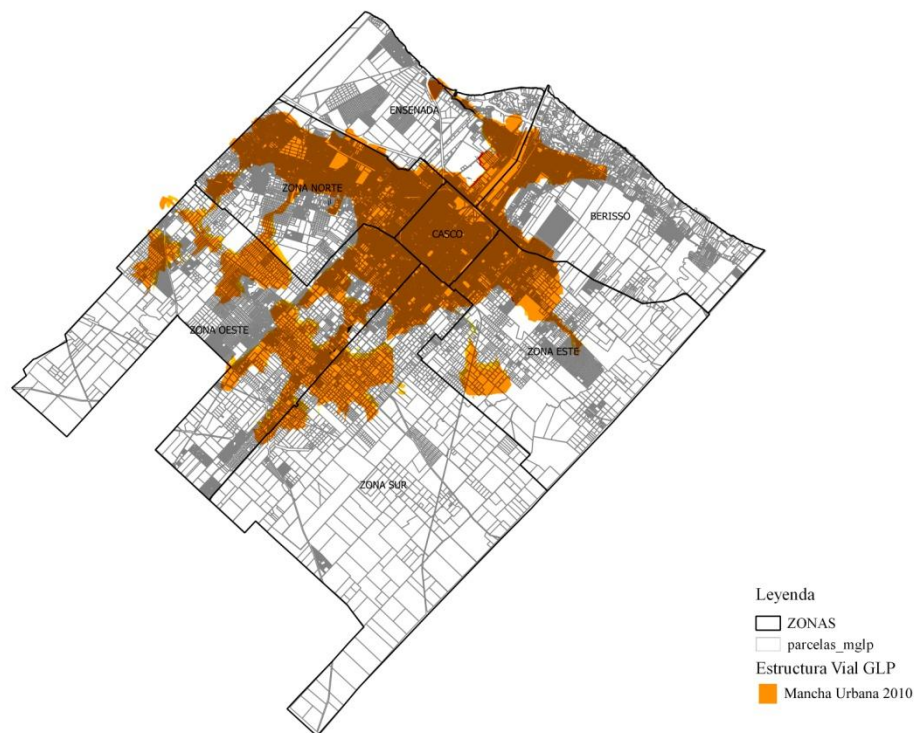 ENSENADA
ZONA NORTE
BERISSO
CASCO
ZONA OESTE
ZONA ESTE
ZONA SUR
Leyenda
ZONAS
parcelas_mglp
Estructura Vial GLP
Mancha Urbana 2010